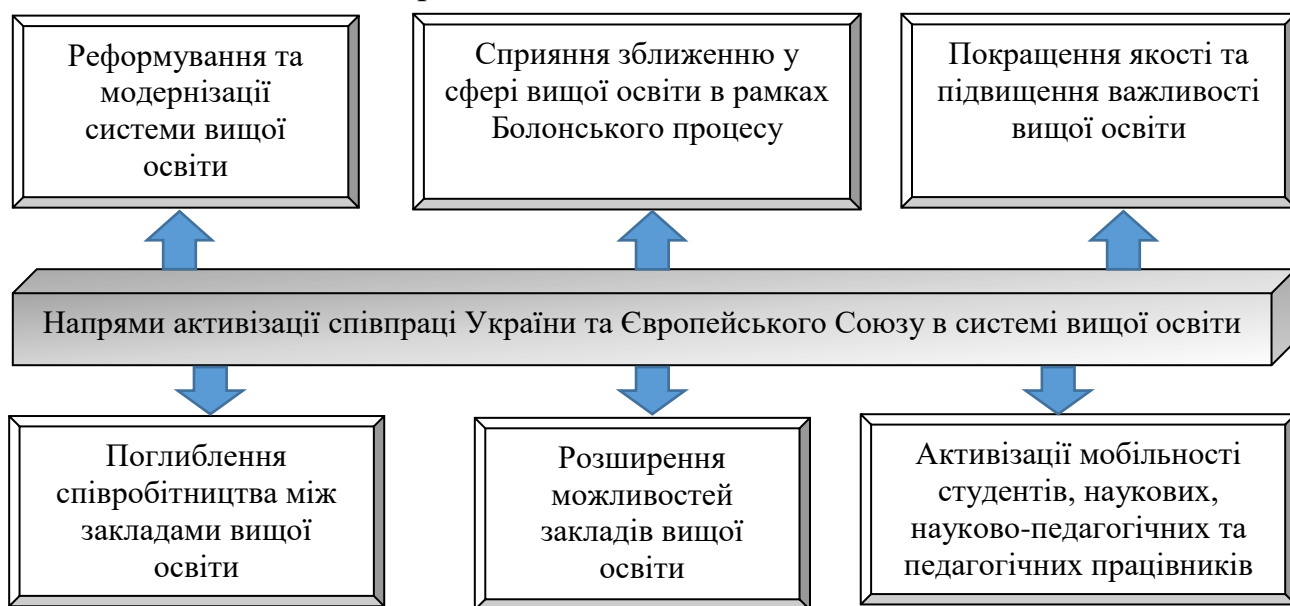 Реформування та
модернізації
системи вищої
освіти
Сприяння зближенню у
сфері вищої освіти в рамках
Болонського процесу
Покращення якості та
підвищення важливості
вищої освіти
Напрями активізації співпраці України та Європейського Союзу в системі вищої освіти
Поглиблення
співробітництва між
закладами вищої
освіти
Розширення
можливостей
закладів вищої
освіти
Активізації мобільності
студентів, наукових,
науково-педагогічних та
педагогічних працівників